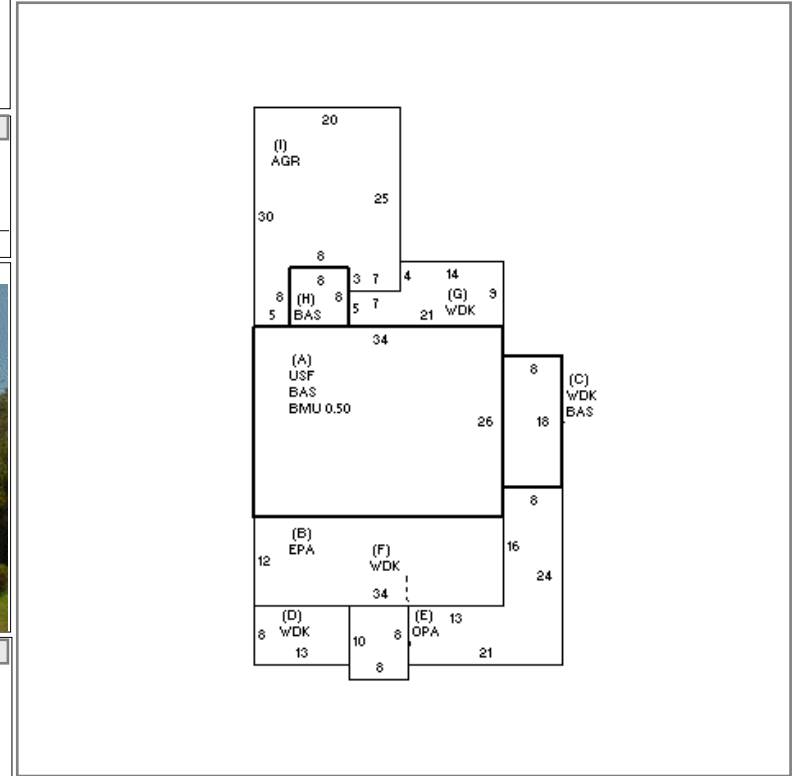 20
(I)
AGR
25
30
8
8
3 7
4 14
8 (H) 8
5 BAS
5 7
(G) 9
21 WDK
34
(A)
USF
BAS
BMU 0.50
26
8
18
(C)
WDK
BAS
8
(B)
EPA
12
(F)
WDK
16
24
34
(D)
8 WDK
13
10 8
8
(E) 13
OPA
21